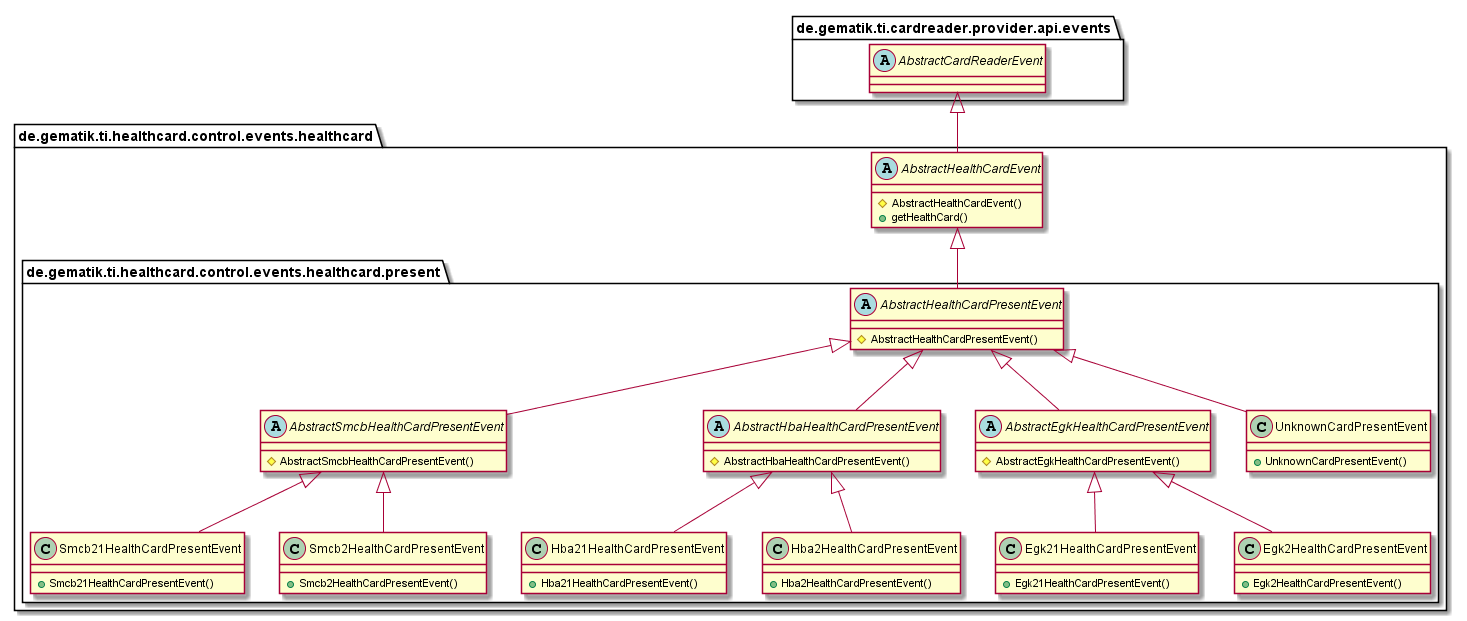 de.gematik.ti.cardreader.provider.api.events
A AbstractCardReaderEvent
de.gematik.ti.healthcard.control.events.healthcard
A AbstractHealthCardEvent
AbstractHealthCardEvent()
getHealthCard()
de.gematik.ti.healthcard.control.events.healthcard.present
A AbstractHealthCardPresentEvent
AbstractHealthCardPresentEvent()
A AbstractSmcbHealthCardPresentEvent
AbstractSmcbHealthCardPresentEvent()
A AbstractHbaHealthCardPresentEvent
AbstractHbaHealthCardPresentEvent()
A AbstractEgkHealthCardPresentEvent
AbstractEgkHealthCardPresentEvent()
C UnknownCardPresentEvent
UnknownCardPresentEvent()
C Smcb21HealthCardPresentEvent
Smcb21HealthCardPresentEvent()
C Smcb2HealthCardPresentEvent
Smcb2HealthCardPresentEvent()
C Hba21HealthCardPresentEvent
Hba21HealthCardPresentEvent()
C Hba2HealthCardPresentEvent
Hba2HealthCardPresentEvent()
C Egk21HealthCardPresentEvent
Egk21HealthCardPresentEvent()
C Egk2HealthCardPresentEvent
Egk2HealthCardPresentEvent()